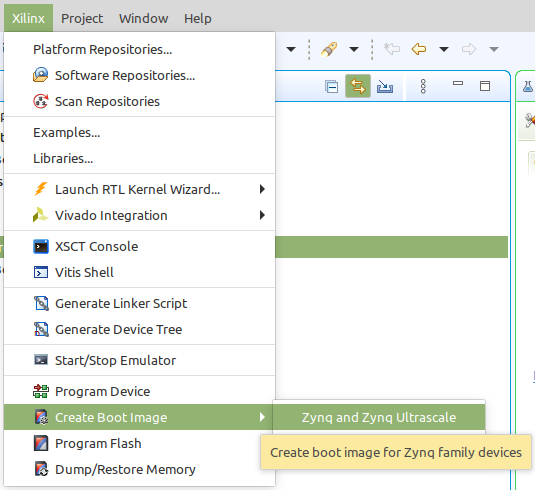 Xilinx Project Window Help
Platform Repositories...
Software Repositories...
Scan Repositories
Examples...
Libraries...
Launch RTL Kernel Wizard...
Vivado Integration
XSCT Console
Vitis Shell
Generate Linker Script
Generate Device Tree
Start/Stop Emulator
Program Device
Create Boot Image
Zynq and Zynq Ultrascale
Program Flash
Create boot image for Zynq family devices
Dump/Restore Memory